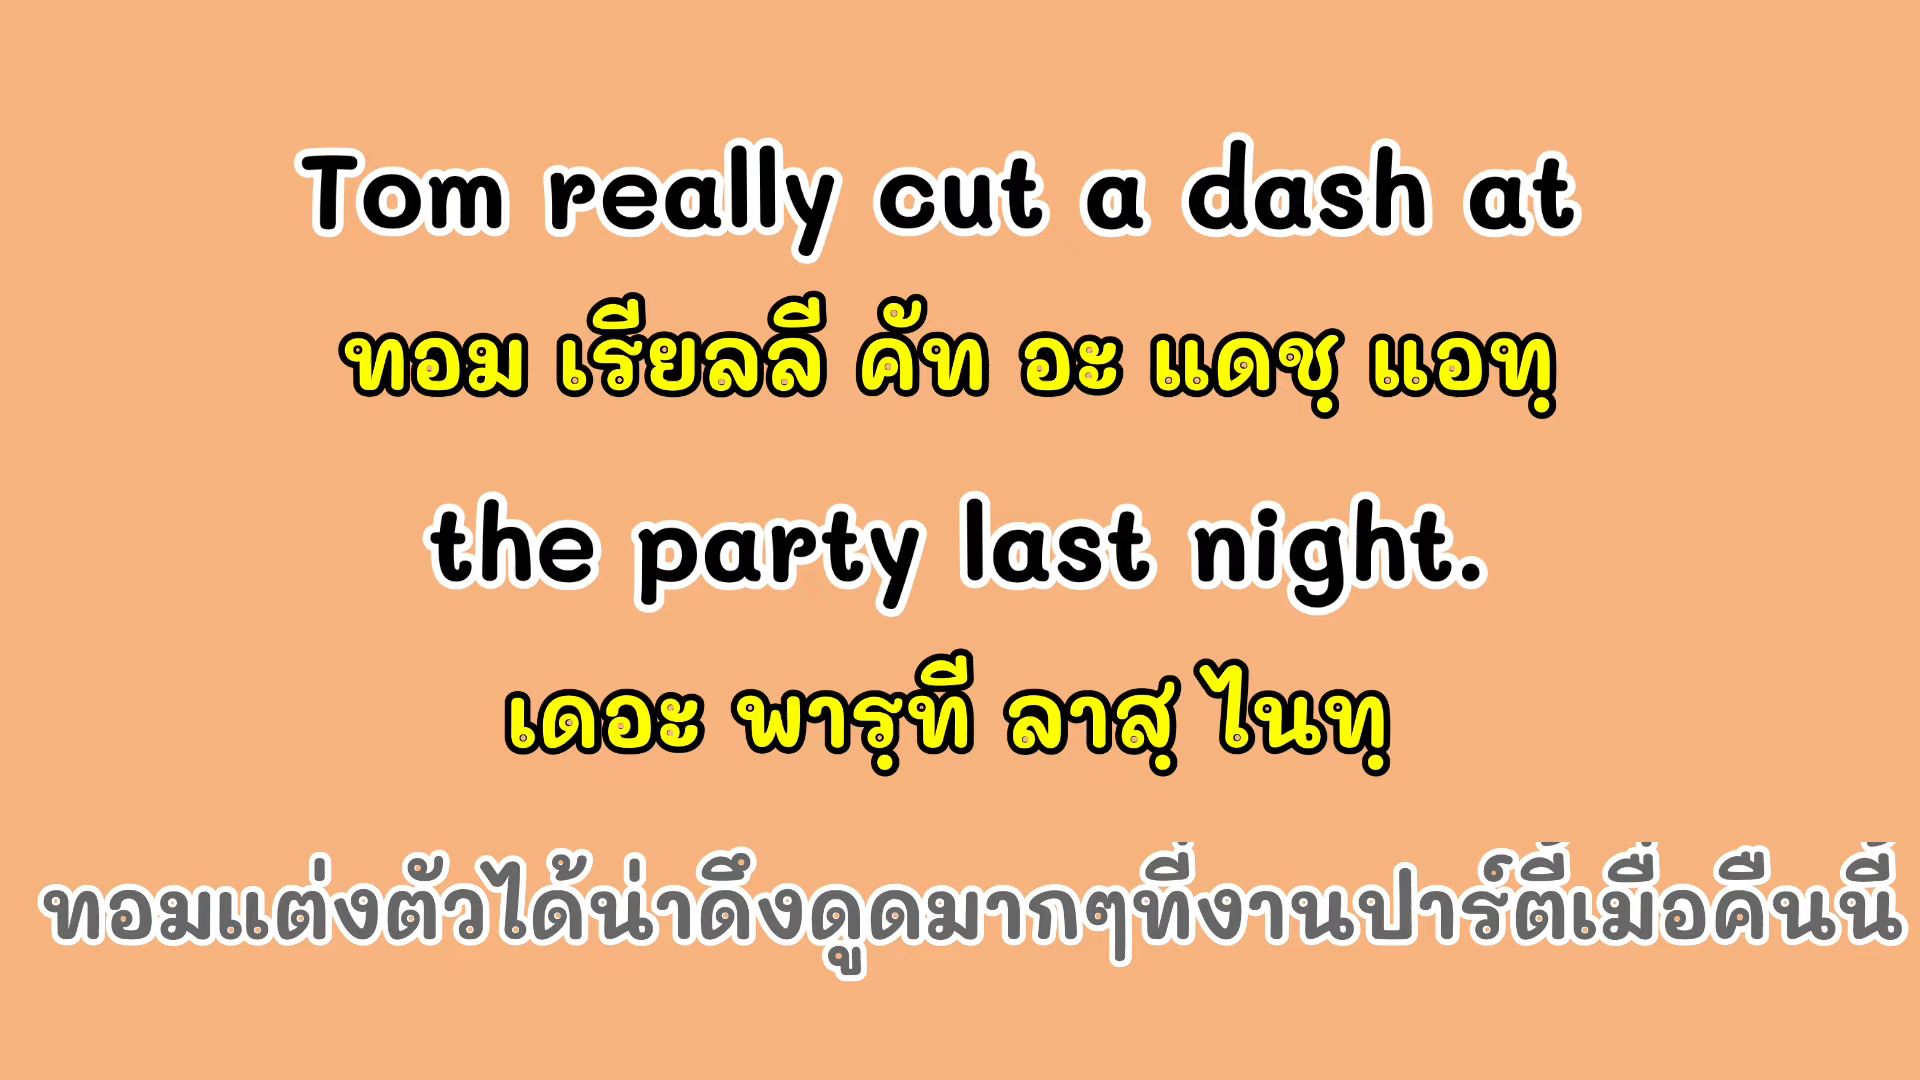 Tom really cut a dash at
ทอม เรียลลี คัท อะ แดชฺ แอทฺ
the party last night.
เดอะ พารฺที ลาสฺ ไนทฺ
ทอมแต่งตัวได้น่าดึงดูดมากๆที่งานปาร์ตี้เมื่อคืนนี้